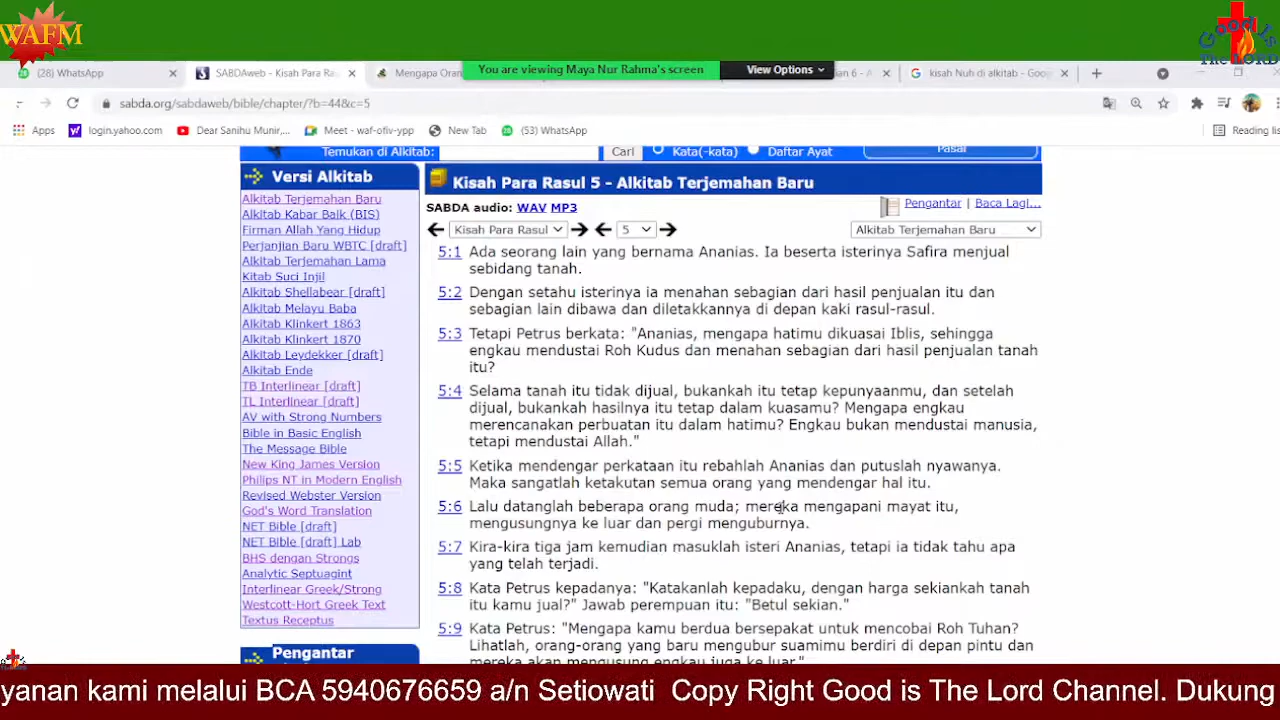 WAFM
Good Is
The LORD
(28) WhatsApp
SABDAweb - Kisah Para Ra
Mengapa Oran
You are viewing Maya Nur Rahma's screen
View Options
ian 6 - A
kisah Nuh di alkitab - Goog
sabda.org/sabdaweb/bible/chapter/?b=44&c=5
Apps
login.yahoo.com
Dear Sanihu Munir,...
Meet - waf-ofiv-ypp
New Tab
(53) WhatsApp
Reading list
Temukan di Alkitab:
Cari
Kata(-kata)
Daftar Ayat
Pasal
Versi Alkitab
Alkitab Terjemahan Baru
Alkitab Kabar Baik (BIS)
Firman Allah Yang Hidup
Perjanjian Baru WBTC [draft]
Alkitab Terjemahan Lama
Kitab Suci Injil
Alkitab Shellabear [draft]
Alkitab Melayu Baba
Alkitab Klinkert 1863
Alkitab Klinkert 1870
Alkitab Leydekker [draft]
Alkitab Ende
TB Interlinear [draft]
TL Interlinear [draft]
AV with Strong Numbers
Bible in Basic English
The Message Bible
New King James Version
Philips NT in Modern English
Revised Webster Version
God's Word Translation
NET Bible [draft]
NET Bible [draft] Lab
BHS dengan Strongs
Analytic Septuagint
Interlinear Greek/Strong
Westcott-Hort Greek Text
Textus Receptus
Pengantar
Kisah Para Rasul 5 - Alkitab Terjemahan Baru
SABDA audio: WAV MP3
Pengantar | Baca Lagi...
Kisah Para Rasul
5
Alkitab Terjemahan Baru
5:1 Ada seorang lain yang bernama Ananias. Ia beserta isterinya Safira menjual
sebidang tanah.
5:2 Dengan setahu isterinya ia menahan sebagian dari hasil penjualan itu dan
sebagian lain dibawa dan diletakkannya di depan kaki rasul-rasul.
5:3 Tetapi Petrus berkata: "Ananias, mengapa hatimu dikuasai Iblis, sehingga
engkau mendustai Roh Kudus dan menahan sebagian dari hasil penjualan tanah
itu?
5:4 Selama tanah itu tidak dijual, bukankah itu tetap kepunyaanmu, dan setelah
dijual, bukankah hasilnya itu tetap dalam kuasamu? Mengapa engkau
merencanakan perbuatan itu dalam hatimu? Engkau bukan mendustai manusia,
tetapi mendustai Allah."
5:5 Ketika mendengar perkataan itu rebahlah Ananias dan putuslah nyawanya.
Maka sangatlah ketakutan semua orang yang mendengar hal itu.
5:6 Lalu datanglah beberapa orang muda; mereka mengapani mayat itu,
mengusungnya ke luar dan pergi menguburnya.
5:7 Kira-kira tiga jam kemudian masuklah isteri Ananias, tetapi ia tidak tahu apa
yang telah terjadi.
5:8 Kata Petrus kepadanya: "Katakanlah kepadaku, dengan harga sekiankah tanah
itu kamu jual?" Jawab perempuan itu: "Betul sekian."
5:9 Kata Petrus: "Mengapa kamu berdua bersepakat untuk mencobai Roh Tuhan?
Lihatlah, orang-orang yang baru mengubur suamimu berdiri di depan pintu dan
mereka akan mengusung engkau juga ke luar."
yanan kami melalui BCA 5940676659 a/n Setiowati Copy Right Good is The Lord Channel. Dukung